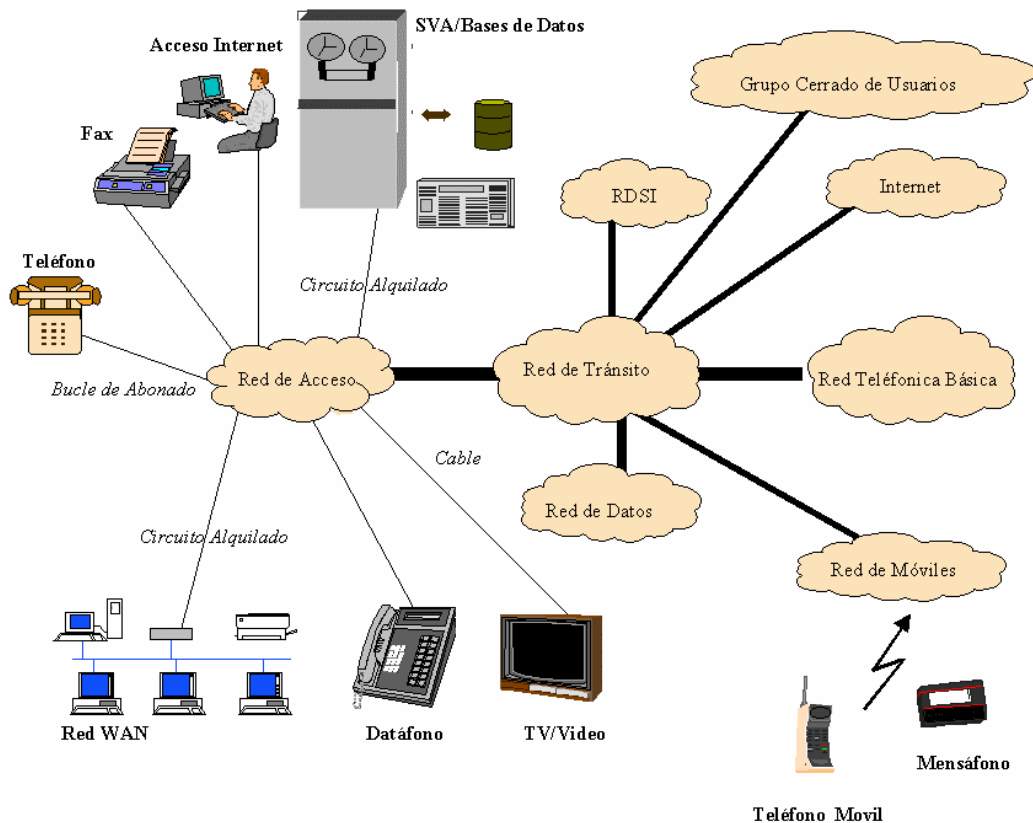 SVA/Bases de Datos
Acceso Internet
Grupo Cerrado de Usuarios
Fax
RDSI
Internet
Teléfono
Circuito Alquilado
Red de Acceso
Red de Tránsito
Red Teléfonica Básica
Bucle de Abonado
Cable
Red de Datos
Circuito Alquilado
Red de Móviles
Red WAN
Datáfono
TV/Video
Mensáfono
Teléfono Movil